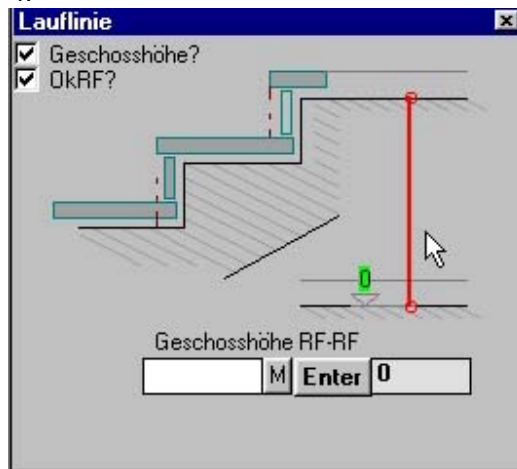 Lauflinie
Geschosshöhe?
OkRF?
0
Geschosshöhe RF-RF
M Enter 0